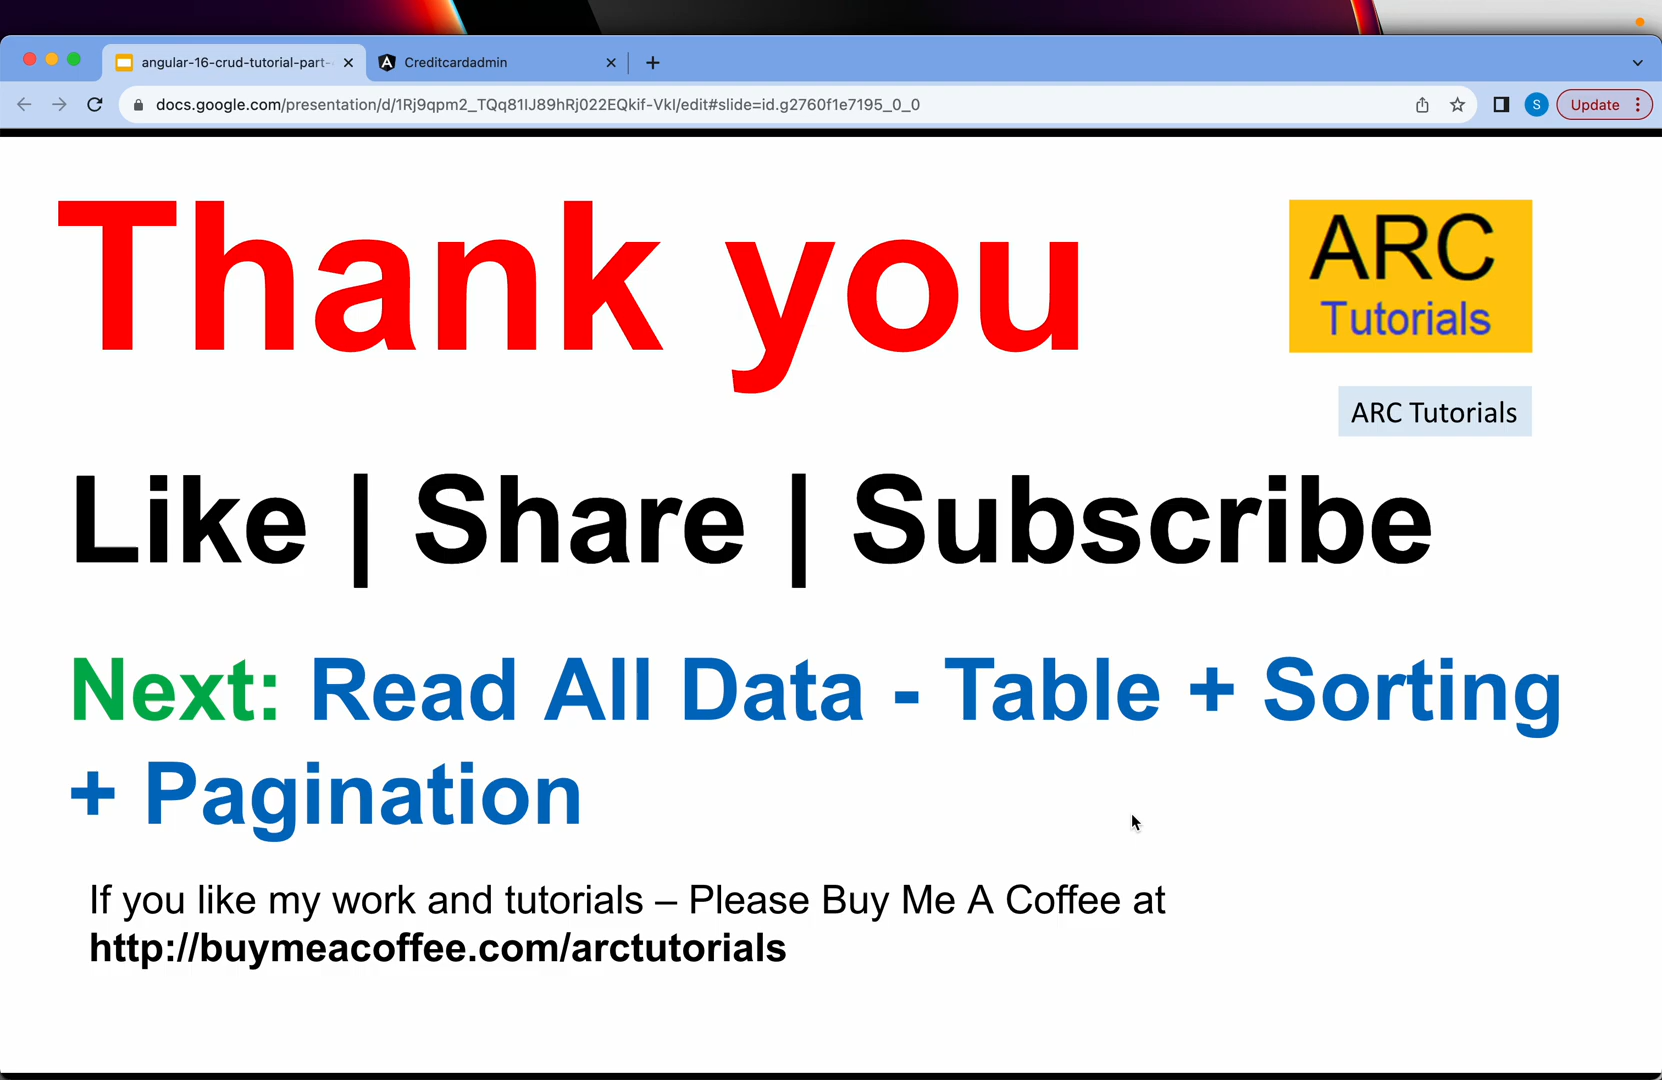 angular-16-crud-tutorial-part-
Creditcardadmin
docs.google.com/presentation/d/1Rj9qpm2_TQq81IJ89hRj022EQkif-VkI/edit#slide=id.g2760f1e7195_0_0
S
Update
Thank you
ARC
Tutorials
ARC Tutorials
Like | Share | Subscribe
Next: Read All Data - Table + Sorting
+ Pagination
If you like my work and tutorials – Please Buy Me A Coffee at
http://buymeacoffee.com/arctutorials